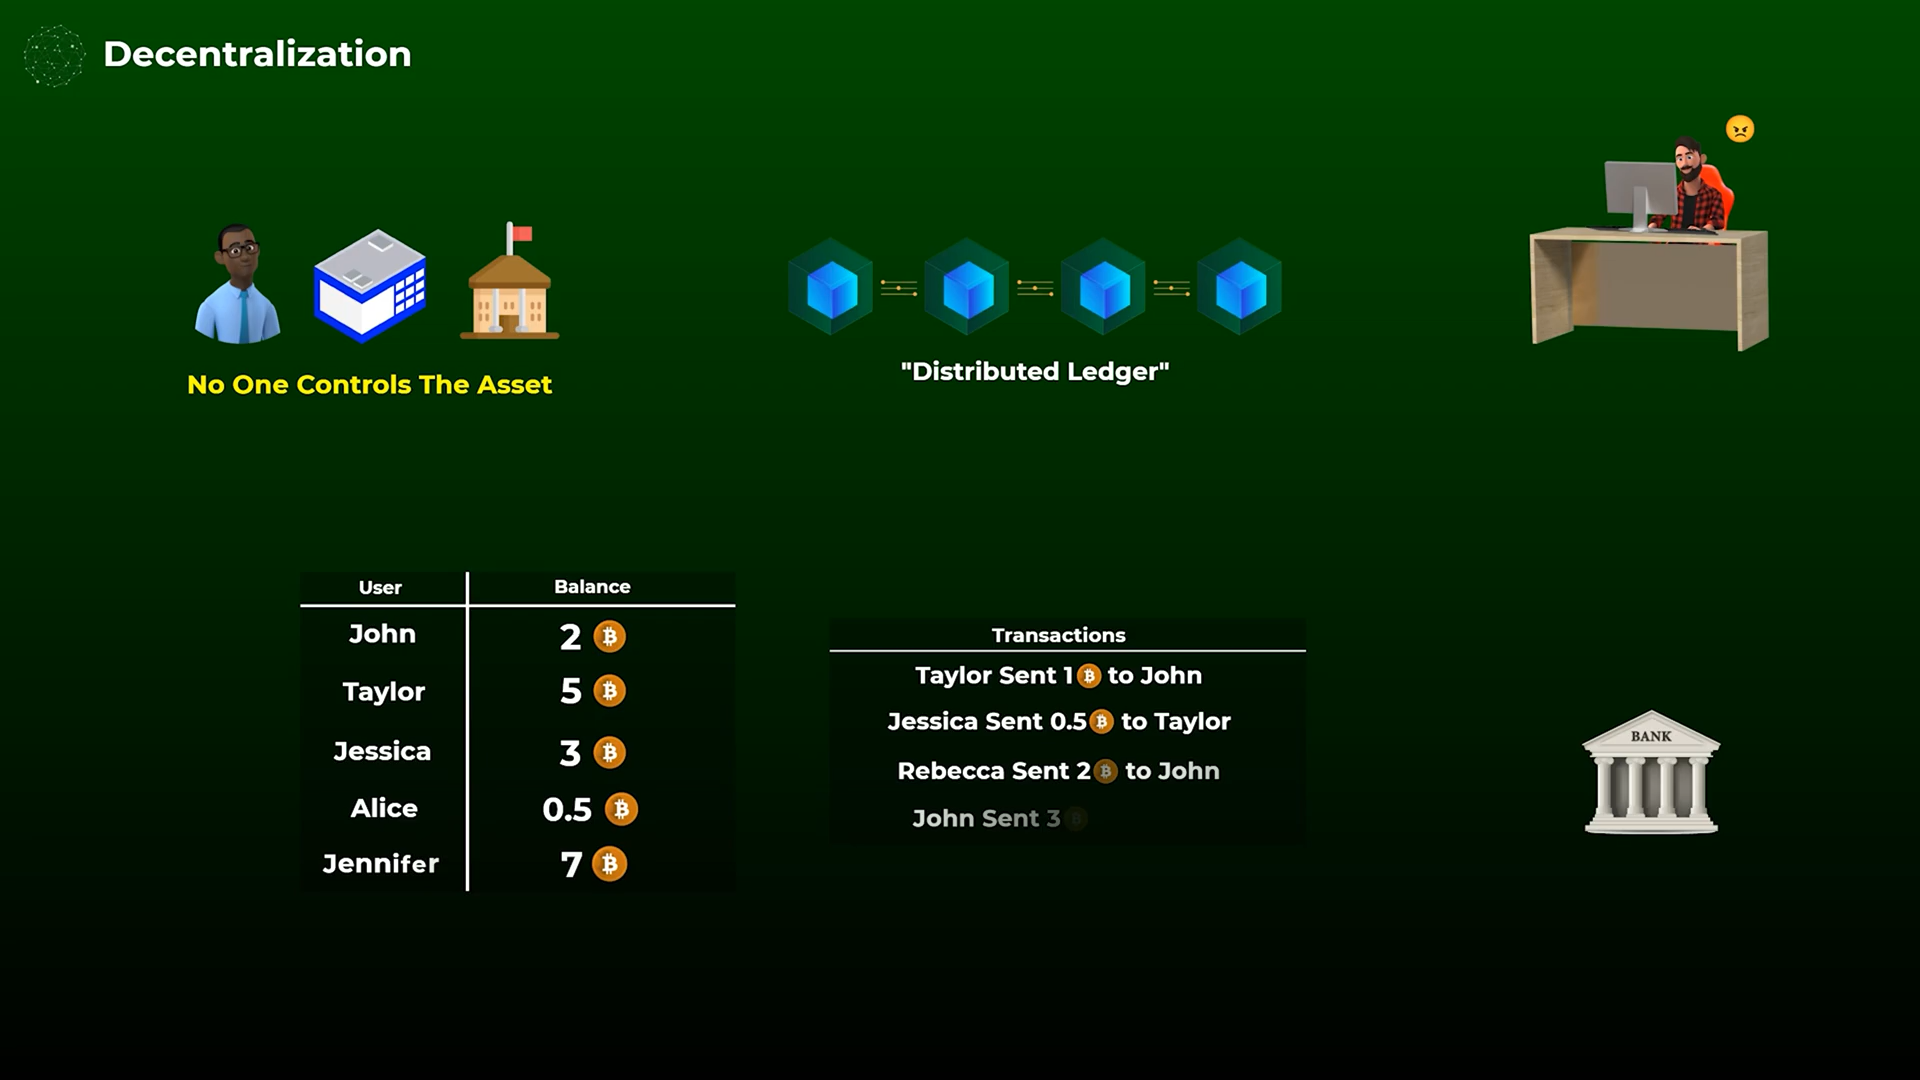 Decentralization
No One Controls The Asset
"Distributed Ledger"
User Balance
John 2
Taylor 5
Jessica 3
Alice 0.5
Jennifer 7
Transactions
Taylor Sent 1 to John
Jessica Sent 0.5 to Taylor
Rebecca Sent 2 to John
John Sent 3
BANK